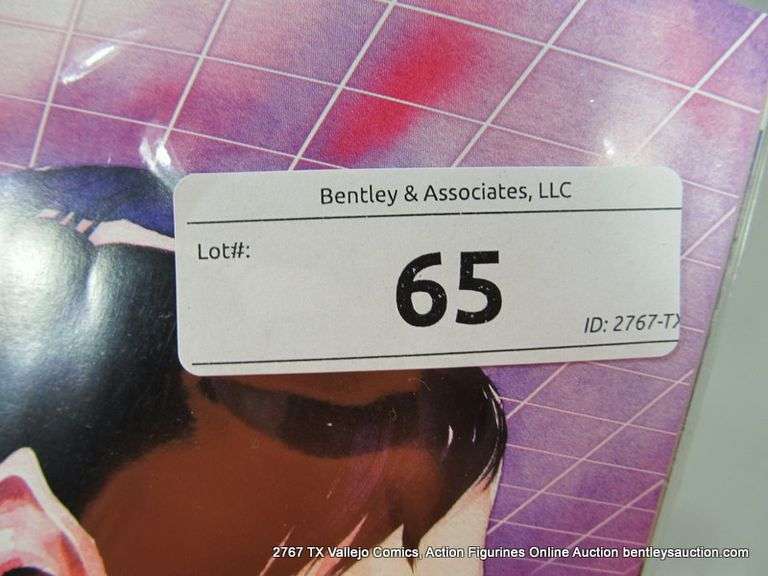 Bentley & Associates, LLC
Lot#:
65
ID: 2767-TX
2767 TX Vallejo Comics, Action Figurines Online Auction bentleysauction.com